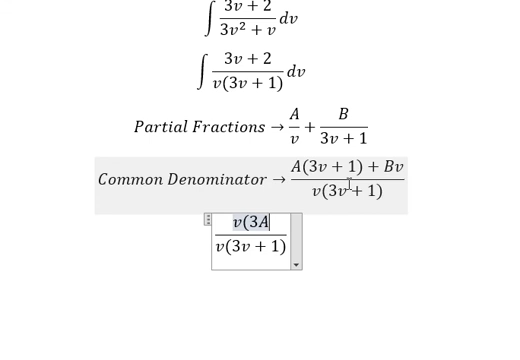 ∫ (3v + 2)/(3v² + v) dv
∫ (3v + 2)/(v(3v + 1)) dv
Partial Fractions → A/v + B/(3v + 1)
Common Denominator → (A(3v + 1) + Bv)/(v(3v + 1))
(v(3A)/(v(3v + 1))